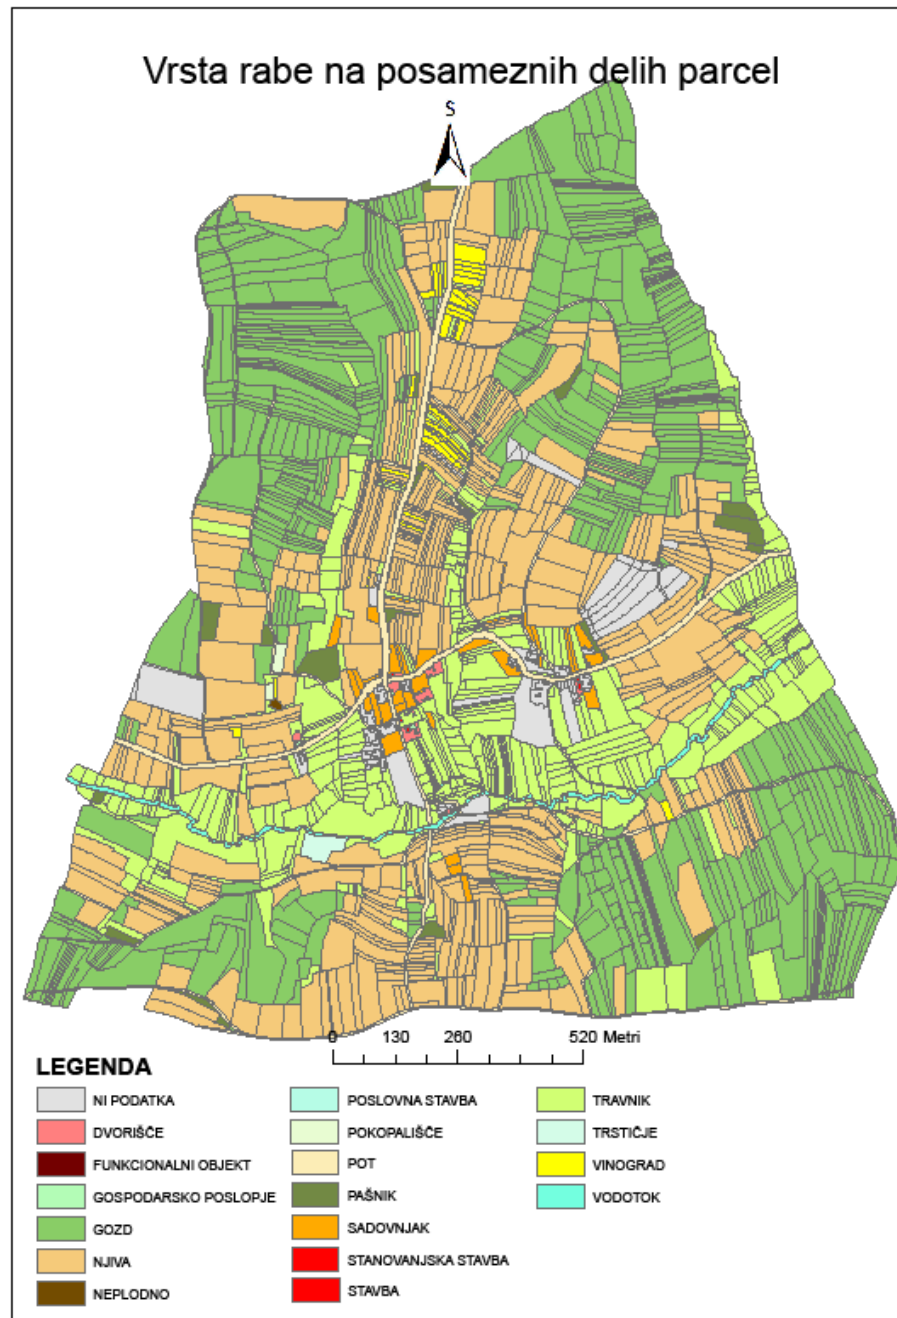 Vrsta rabe na posameznih delih parcel
S
0 130 260 520 Metri
LEGENDA
NI PODATKA
DVORIŠČE
FUNKCIONALNI OBJEKT
GOSPODARSKO POSLOPJE
GOZD
NJIVA
NEPLODNO
POSLOVNA STAVBA
POKOPALIŠČE
POT
PAŠNIK
SADOVNJAK
STANOVANJSKA STAVBA
STAVBA
TRAVNIK
TRSTIČJE
VINOGRAD
VODOTOK